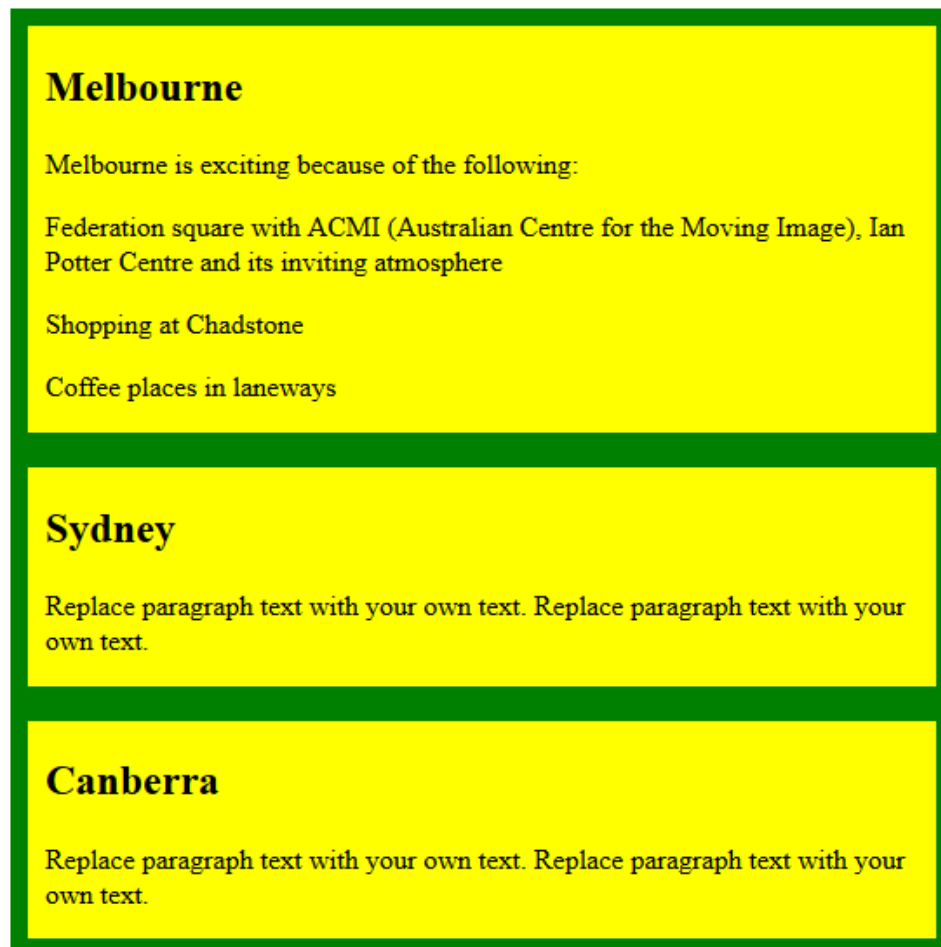 Melbourne
Melbourne is exciting because of the following:
Federation square with ACMI (Australian Centre for the Moving Image), Ian
Potter Centre and its inviting atmosphere
Shopping at Chadstone
Coffee places in laneways
Sydney
Replace paragraph text with your own text. Replace paragraph text with your
own text.
Canberra
Replace paragraph text with your own text. Replace paragraph text with your
own text.